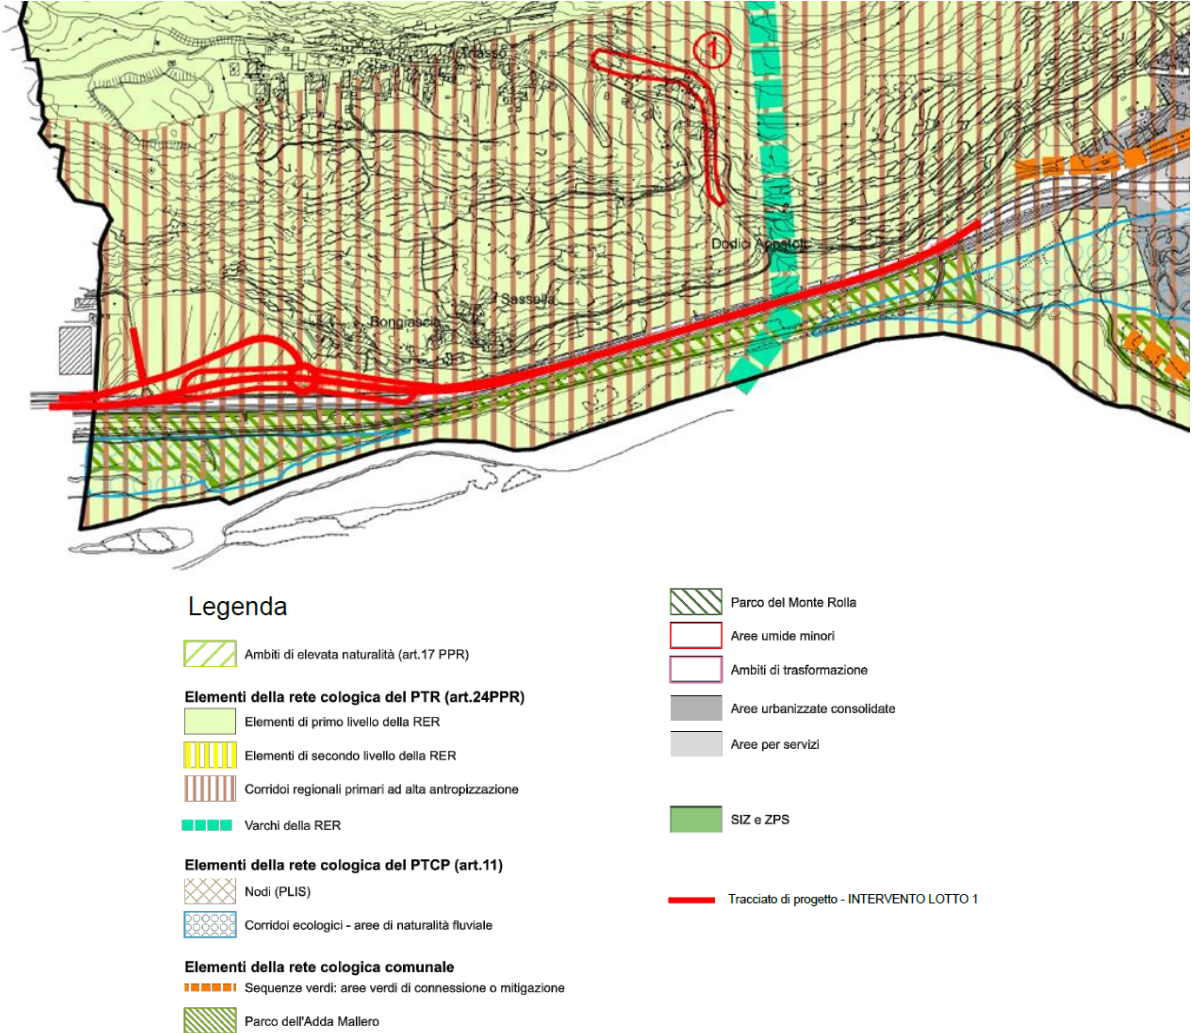 1
Triasso
Dodici Apostoli
Sassella
Bongiascia
Legenda
Ambiti di elevata naturalità (art.17 PPR)
Elementi della rete cologica del PTR (art.24PPR)
Elementi di primo livello della RER
Elementi di secondo livello della RER
Corridoi regionali primari ad alta antropizzazione
Varchi della RER
Elementi della rete cologica del PTCP (art.11)
Nodi (PLIS)
Corridoi ecologici - aree di naturalità fluviale
Elementi della rete cologica comunale
Sequenze verdi: aree verdi di connessione o mitigazione
Parco dell'Adda Mallero
Parco del Monte Rolla
Aree umide minori
Ambiti di trasformazione
Aree urbanizzate consolidate
Aree per servizi
SIZ e ZPS
Tracciato di progetto - INTERVENTO LOTTO 1